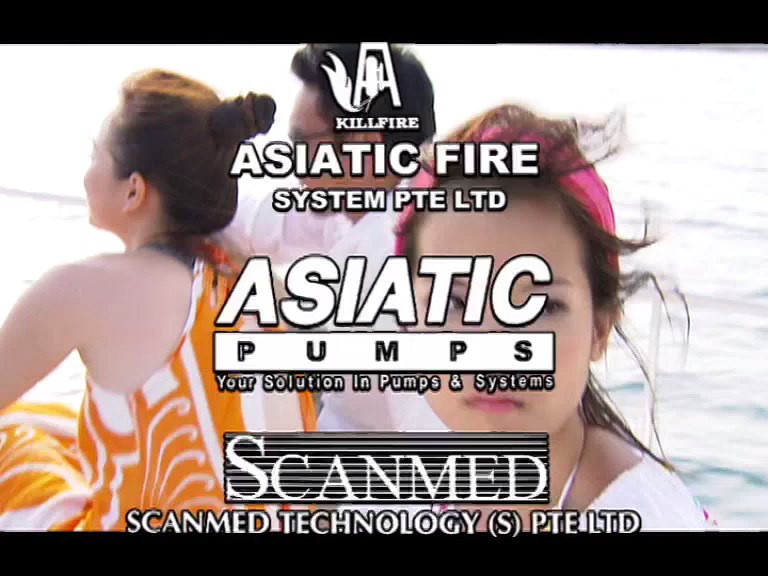 KILLFIRE
ASIATIC FIRE
SYSTEM PTE LTD
ASIATIC
PUMPS
Your Solution In Pumps & Systems
SCANMED
SCANMED TECHNOLOGY (S) PTE LTD